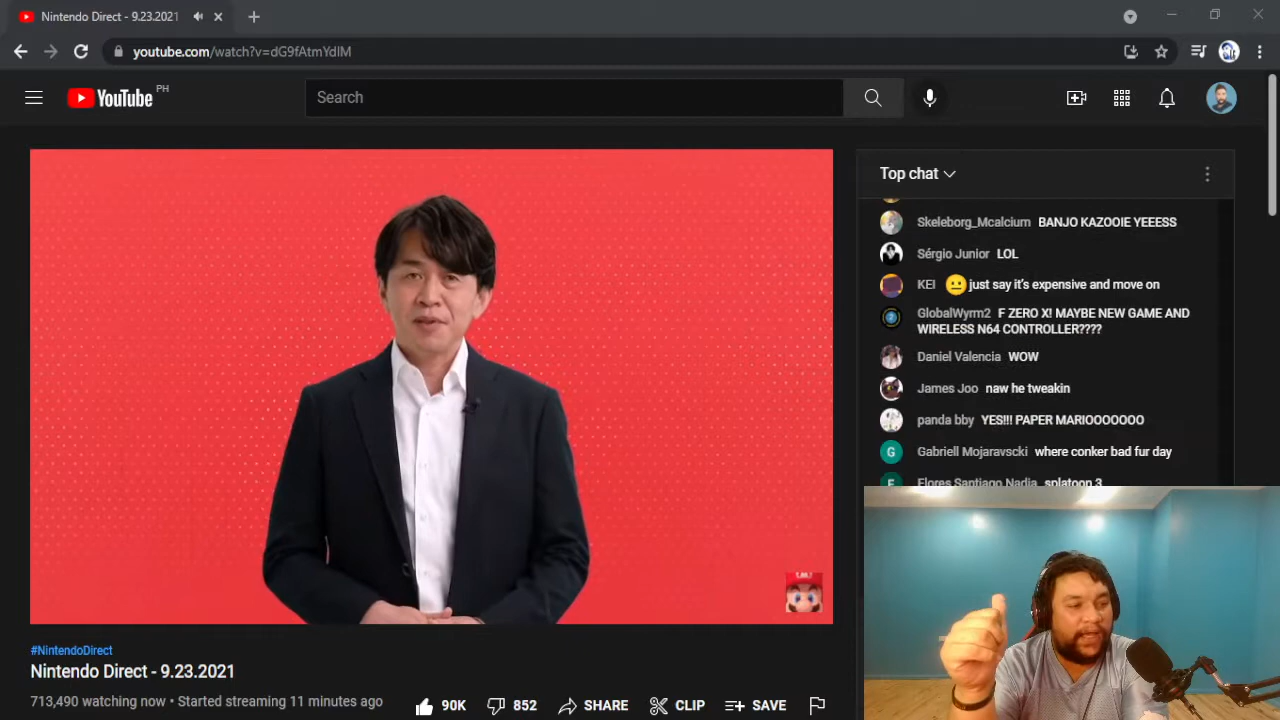 Nintendo Direct - 9.23.2021
youtube.com/watch?v=dG9fAtmYdIM
YouTube PH
Search
Top chat
Skeleborg_Mcalcium BANJO KAZOOIE YEEESS
Sérgio Junior LOL
KEI 😐just say it's expensive and move on
GlobalWyrm2 F ZERO X! MAYBE NEW GAME AND
WIRELESS N64 CONTROLLER????
Daniel Valencia WOW
James Joo naw he tweakin
panda bby YES!!! PAPER MARIOOOOOOO
G Gabriell Mojaravscki where conker bad fur day
F Flores Santiago Nadia splatoon 3
#NintendoDirect
Nintendo Direct - 9.23.2021
713,490 watching now • Started streaming 11 minutes ago
90K 852 SHARE CLIP SAVE